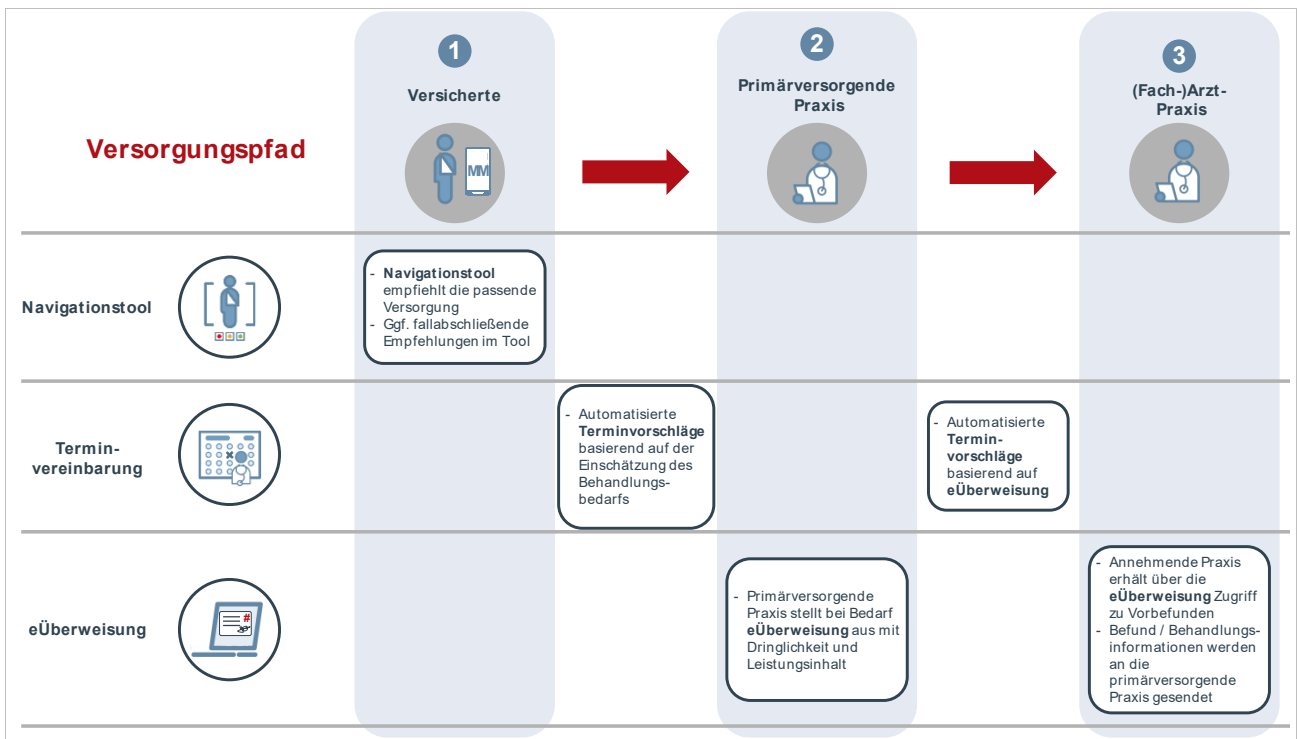 1
Versicherte
2
Primärversorgende
Praxis
3
(Fach-)Arzt-
Praxis
Versorgungspfad
MM
Navigationstool
- Navigationstool
empfiehlt die passende
Versorgung
- Ggf. fallabschließende
Empfehlungen im Tool
Termin-
vereinbarung
- Automatisierte
Terminvorschläge
basierend auf der
Einschätzung des
Behandlungs-
bedarfs
- Automatisierte
Termin-
vorschläge
basierend auf
eÜberweisung
eÜberweisung
#
- Primärversorgende
Praxis stellt bei Bedarf
eÜberweisung aus mit
Dringlichkeit und
Leistungsinhalt
- Annehmende Praxis
erhält über die
eÜberweisung Zugriff
zu Vorbefunden
- Befund / Behandlungs-
informationen werden
an die
primärversorgende
Praxis gesendet